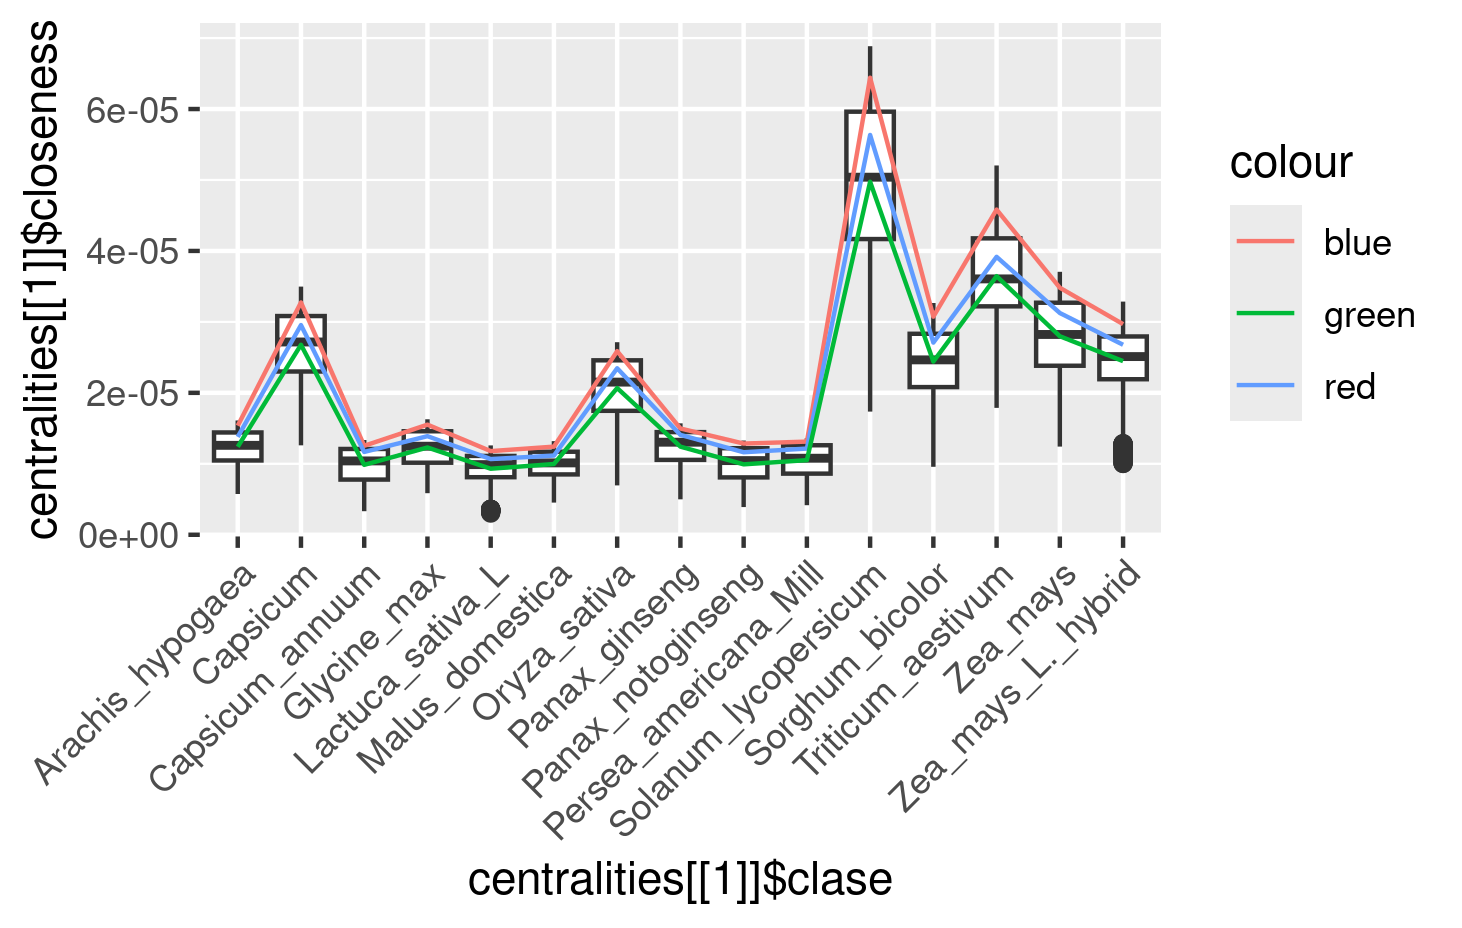 centralities[[1]]$closeness
6e-05
4e-05
2e-05
0e+00
Arachis_hypogaea
Capsicum
Capsicum_annuum
Glycine_max
Lactuca_sativa_L
Malus_domestica
Oryza_sativa
Panax_ginseng
Panax_notoginseng
Persea_americana_Mill
Solanum_lycopersicum
Sorghum_bicolor
Triticum_aestivum
Zea_mays
Zea_mays_L._hybrid
centralities[[1]]$clase
colour
blue
green
red